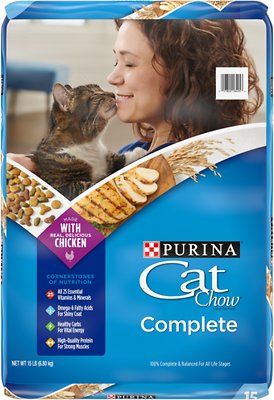 MADE
WITH
REAL, DELICIOUS
CHICKEN
PURINA
Cat
Chow
Complete
CORNERSTONES
OF NUTRITION
25
All 25 Essential
Vitamins & Minerals
Omega-6 Fatty Acids
For Shiny Coat
Healthy Carbs
For Vital Energy
High-Quality Protein
For Strong Muscles
NET WT 15 LB (6.80 kg)
100% Complete & Balanced For All Life Stages
15